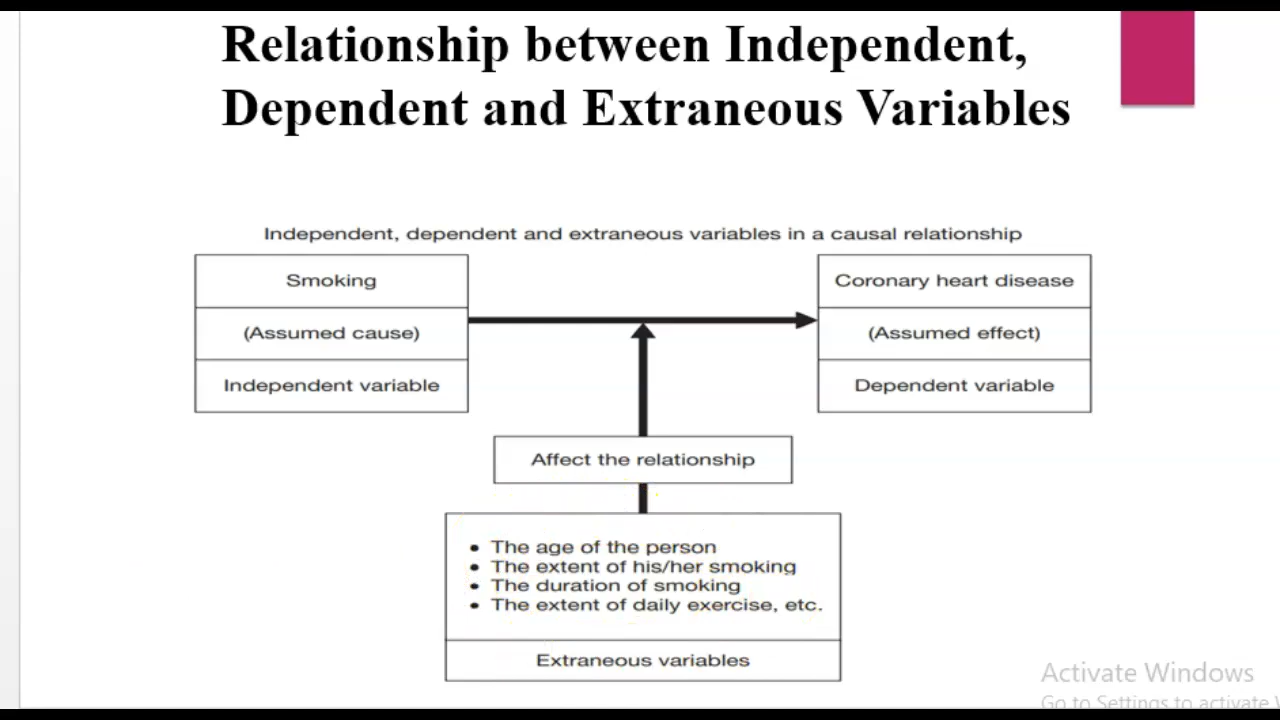 Relationship between Independent,
Dependent and Extraneous Variables
Independent, dependent and extraneous variables in a causal relationship
Smoking
(Assumed cause)
Independent variable
Coronary heart disease
(Assumed effect)
Dependent variable
Affect the relationship
• The age of the person
• The extent of his/her smoking
• The duration of smoking
• The extent of daily exercise, etc.
Extraneous variables
Activate Windows
Go to Settings to activate